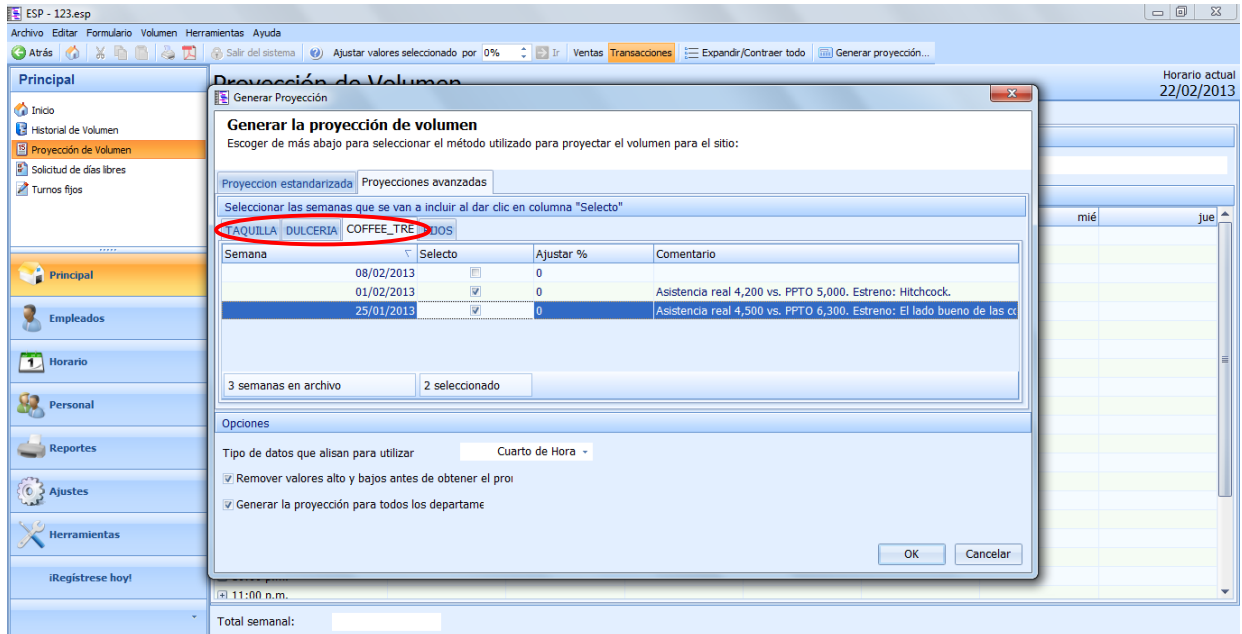 ESP - 123.esp
Archivo Editar Formulario Volumen Herramientas Ayuda
Atrás Salir del sistema Ajustar valores seleccionado por 0% Ir Ventas Transacciones Expandir/Contraer todo Generar proyección...
Principal
Proyección de Volumen
Horario actual
22/02/2013
Inicio
Historial de Volumen
Proyección de Volumen
Solicitud de días libres
Turnos fijos
Principal
Empleados
Horario
Personal
Reportes
Ajustes
Herramientas
¡Regístrese hoy!
Generar Proyección
Generar la proyección de volumen
Escoger de más abajo para seleccionar el método utilizado para proyectar el volumen para el sitio:
Proyeccion estandarizada Proyecciones avanzadas
Seleccionar las semanas que se van a incluir al dar clic en columna "Selecto"
TAQUILLA DULCERIA COFFEE_TRE FIJOS
Semana Selecto Ajustar % Comentario
08/02/2013 0
01/02/2013 0 Asistencia real 4,200 vs. PPTO 5,000. Estreno: Hitchcock.
25/01/2013 0 Asistencia real 4,500 vs. PPTO 6,300. Estreno: El lado bueno de las co
3 semanas en archivo 2 seleccionado
Opciones
Tipo de datos que alisan para utilizar Cuarto de Hora
Remover valores alto y bajos antes de obtener el pro
Generar la proyección para todos los departame
OK Cancelar
mié jue
11:00 p.m.
Total semanal: